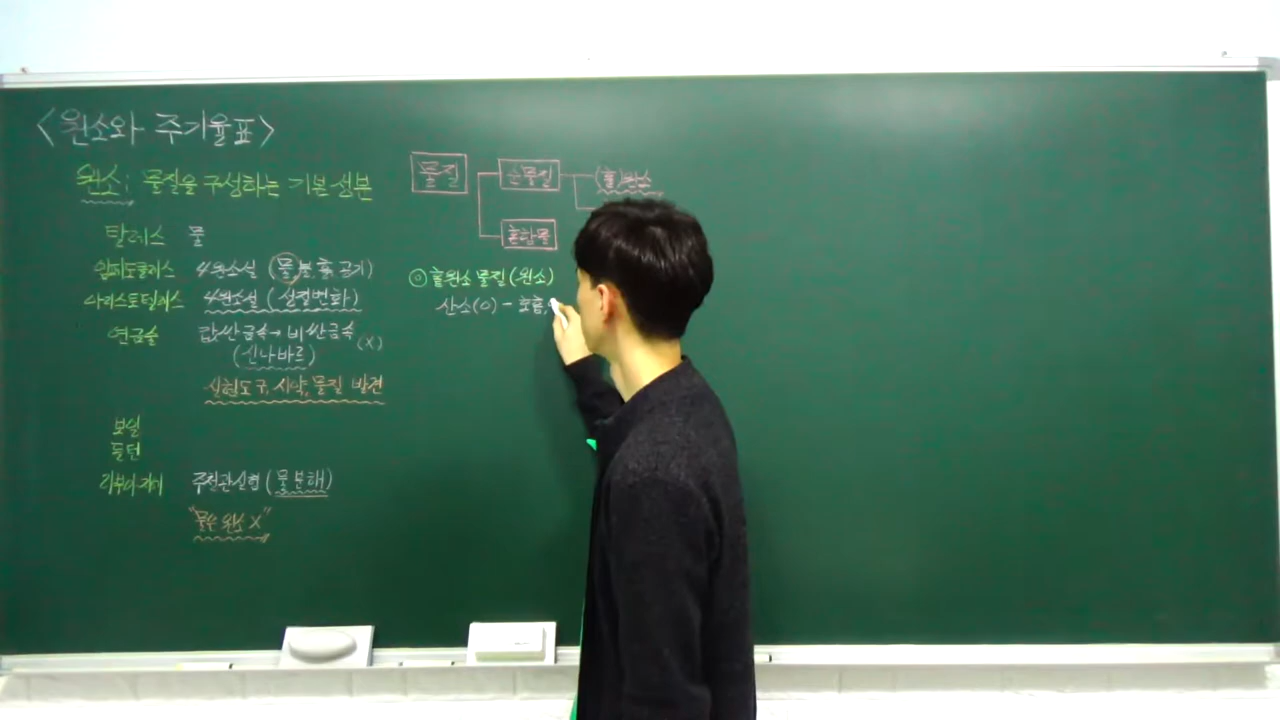 <원소와 주기율표>
원소: 물질을 구성하는 기본 성분
탈레스 물
엠페도클레스 4원소설 (물, 불, 흙, 공기)
아리스토텔레스 4원소설 (성질변화)
연금술 값싼금속→비싼금속 (X)
(신나바르)
실험도구, 시약, 물질 발견
보일
돌턴
라부아지에 주철관실험 (물 분해)
"물은 원소 X"
물질 순물질 (홑)원소
혼합물
홑원소 물질 (원소)
산소(O) - 호흡,